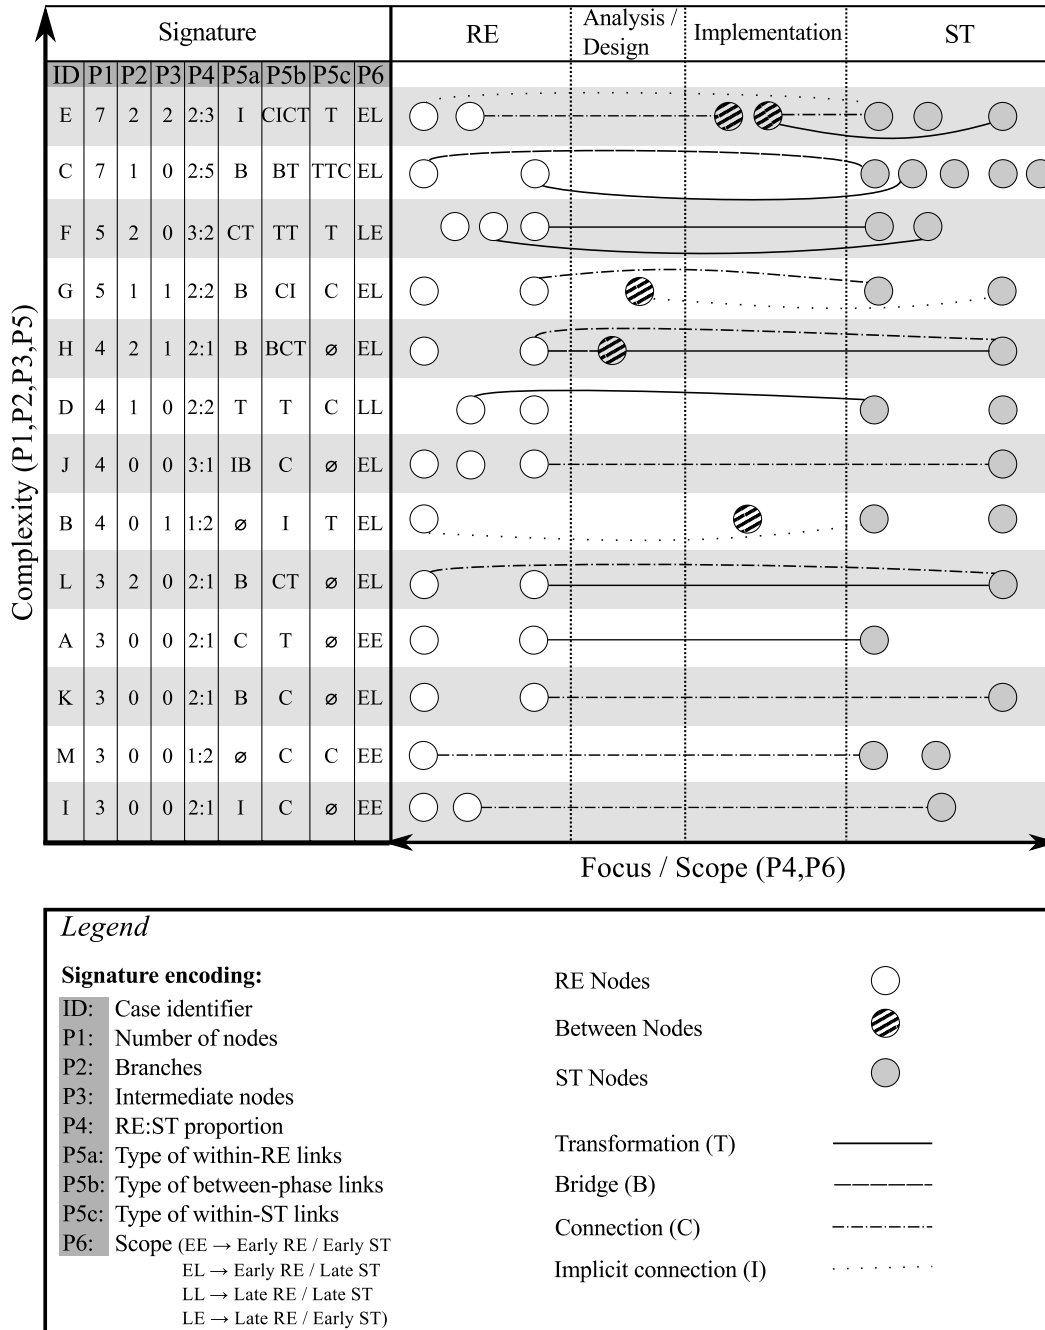 Signature RE Analysis / Design Implementation ST
ID P1 P2 P3 P4 P5a P5b P5c P6
E 7 2 2 2:3 I CICT T EL
C 7 1 0 2:5 B BT TTC EL
F 5 2 0 3:2 CT TT T LE
G 5 1 1 2:2 B CI C EL
H 4 2 1 2:1 B BCT ⌀ EL
D 4 1 0 2:2 T T C LL
J 4 0 0 3:1 IB C ⌀ EL
B 4 0 1 1:2 ⌀ I T EL
L 3 2 0 2:1 B CT ⌀ EL
A 3 0 0 2:1 C T ⌀ EE
K 3 0 0 2:1 B C ⌀ EL
M 3 0 0 1:2 ⌀ C C EE
I 3 0 0 2:1 I C ⌀ EE
Complexity (P1,P2,P3,P5)
Focus / Scope (P4,P6)
Legend
Signature encoding:
ID: Case identifier
P1: Number of nodes
P2: Branches
P3: Intermediate nodes
P4: RE:ST proportion
P5a: Type of within-RE links
P5b: Type of between-phase links
P5c: Type of within-ST links
P6: Scope (EE → Early RE / Early ST
EL → Early RE / Late ST
LL → Late RE / Late ST
LE → Late RE / Early ST)
RE Nodes
Between Nodes
ST Nodes
Transformation (T)
Bridge (B)
Connection (C)
Implicit connection (I)